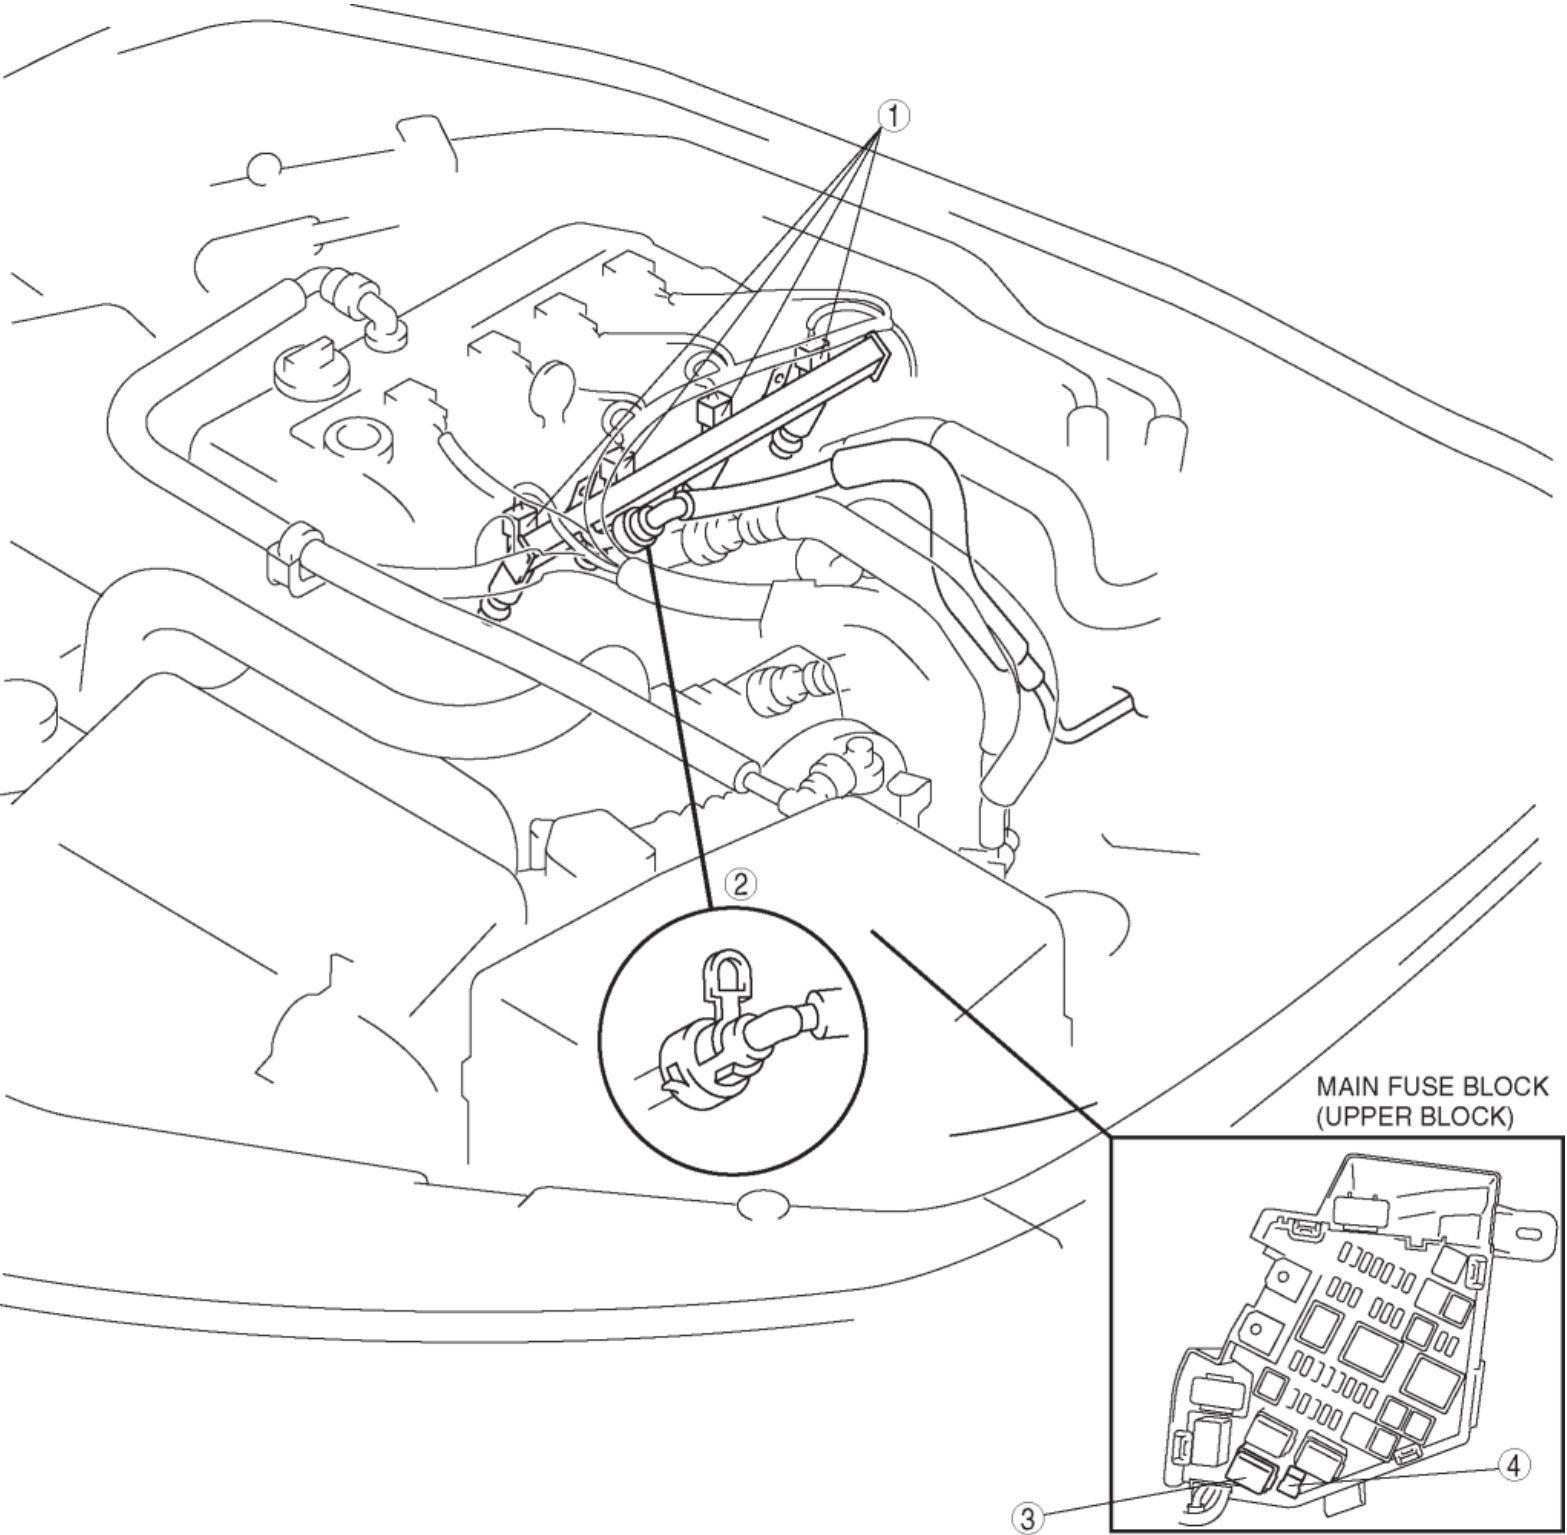 ①
②
MAIN FUSE BLOCK
(UPPER BLOCK)
④
③